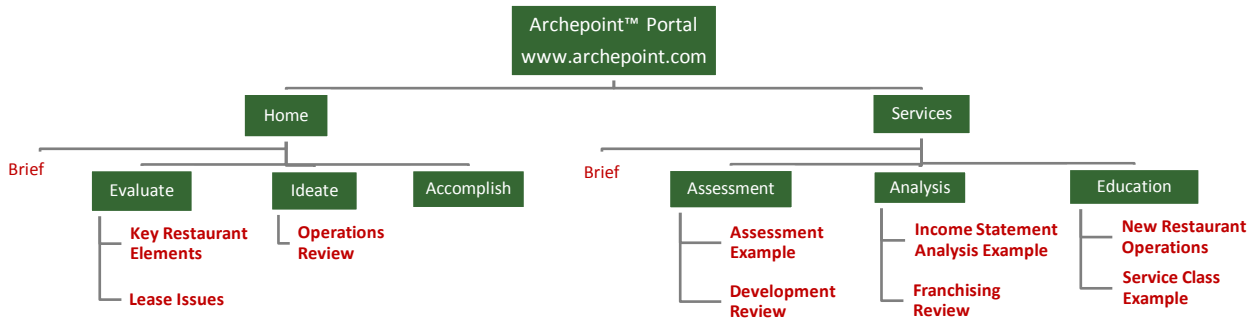 Archepoint™ Portal
www.archepoint.com
Home
Services
Brief
Evaluate
Ideate
Accomplish
Key Restaurant
Elements
Lease Issues
Operations
Review
Brief
Assessment
Analysis
Education
Assessment
Example
Development
Review
Income Statement
Analysis Example
Franchising
Review
New Restaurant
Operations
Service Class
Example